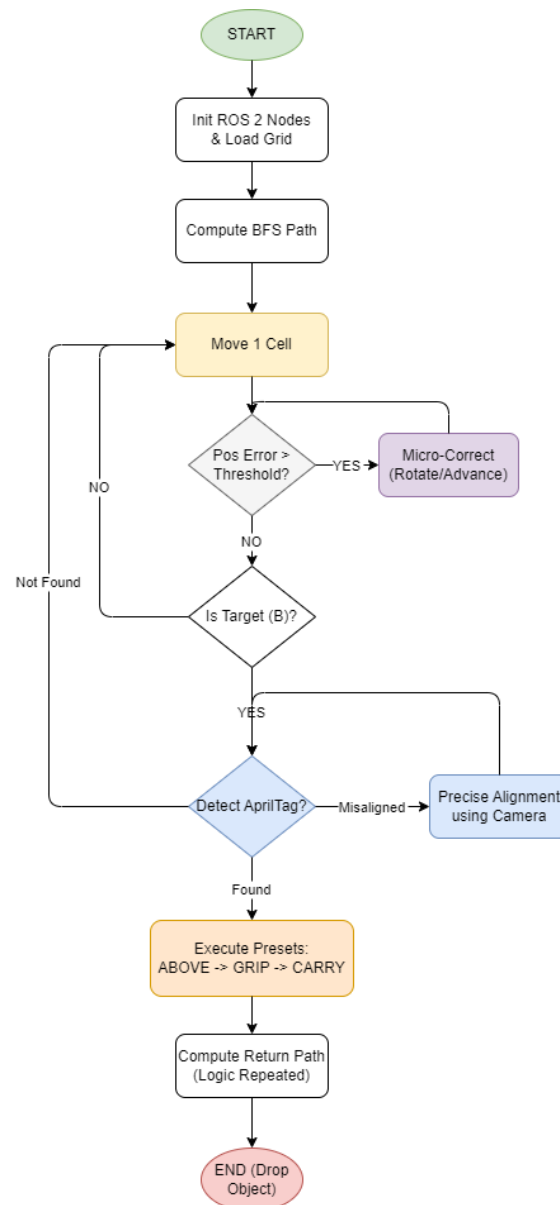 START
Init ROS 2 Nodes
& Load Grid
Compute BFS Path
Move 1 Cell
Pos Error >
Threshold?
YES
Micro-Correct
(Rotate/Advance)
NO
NO
Not Found
Is Target (B)?
YES
Detect AprilTag?
Misaligned
Precise Alignment
using Camera
Found
Execute Presets:
ABOVE -> GRIP -> CARRY
Compute Return Path
(Logic Repeated)
END (Drop
Object)